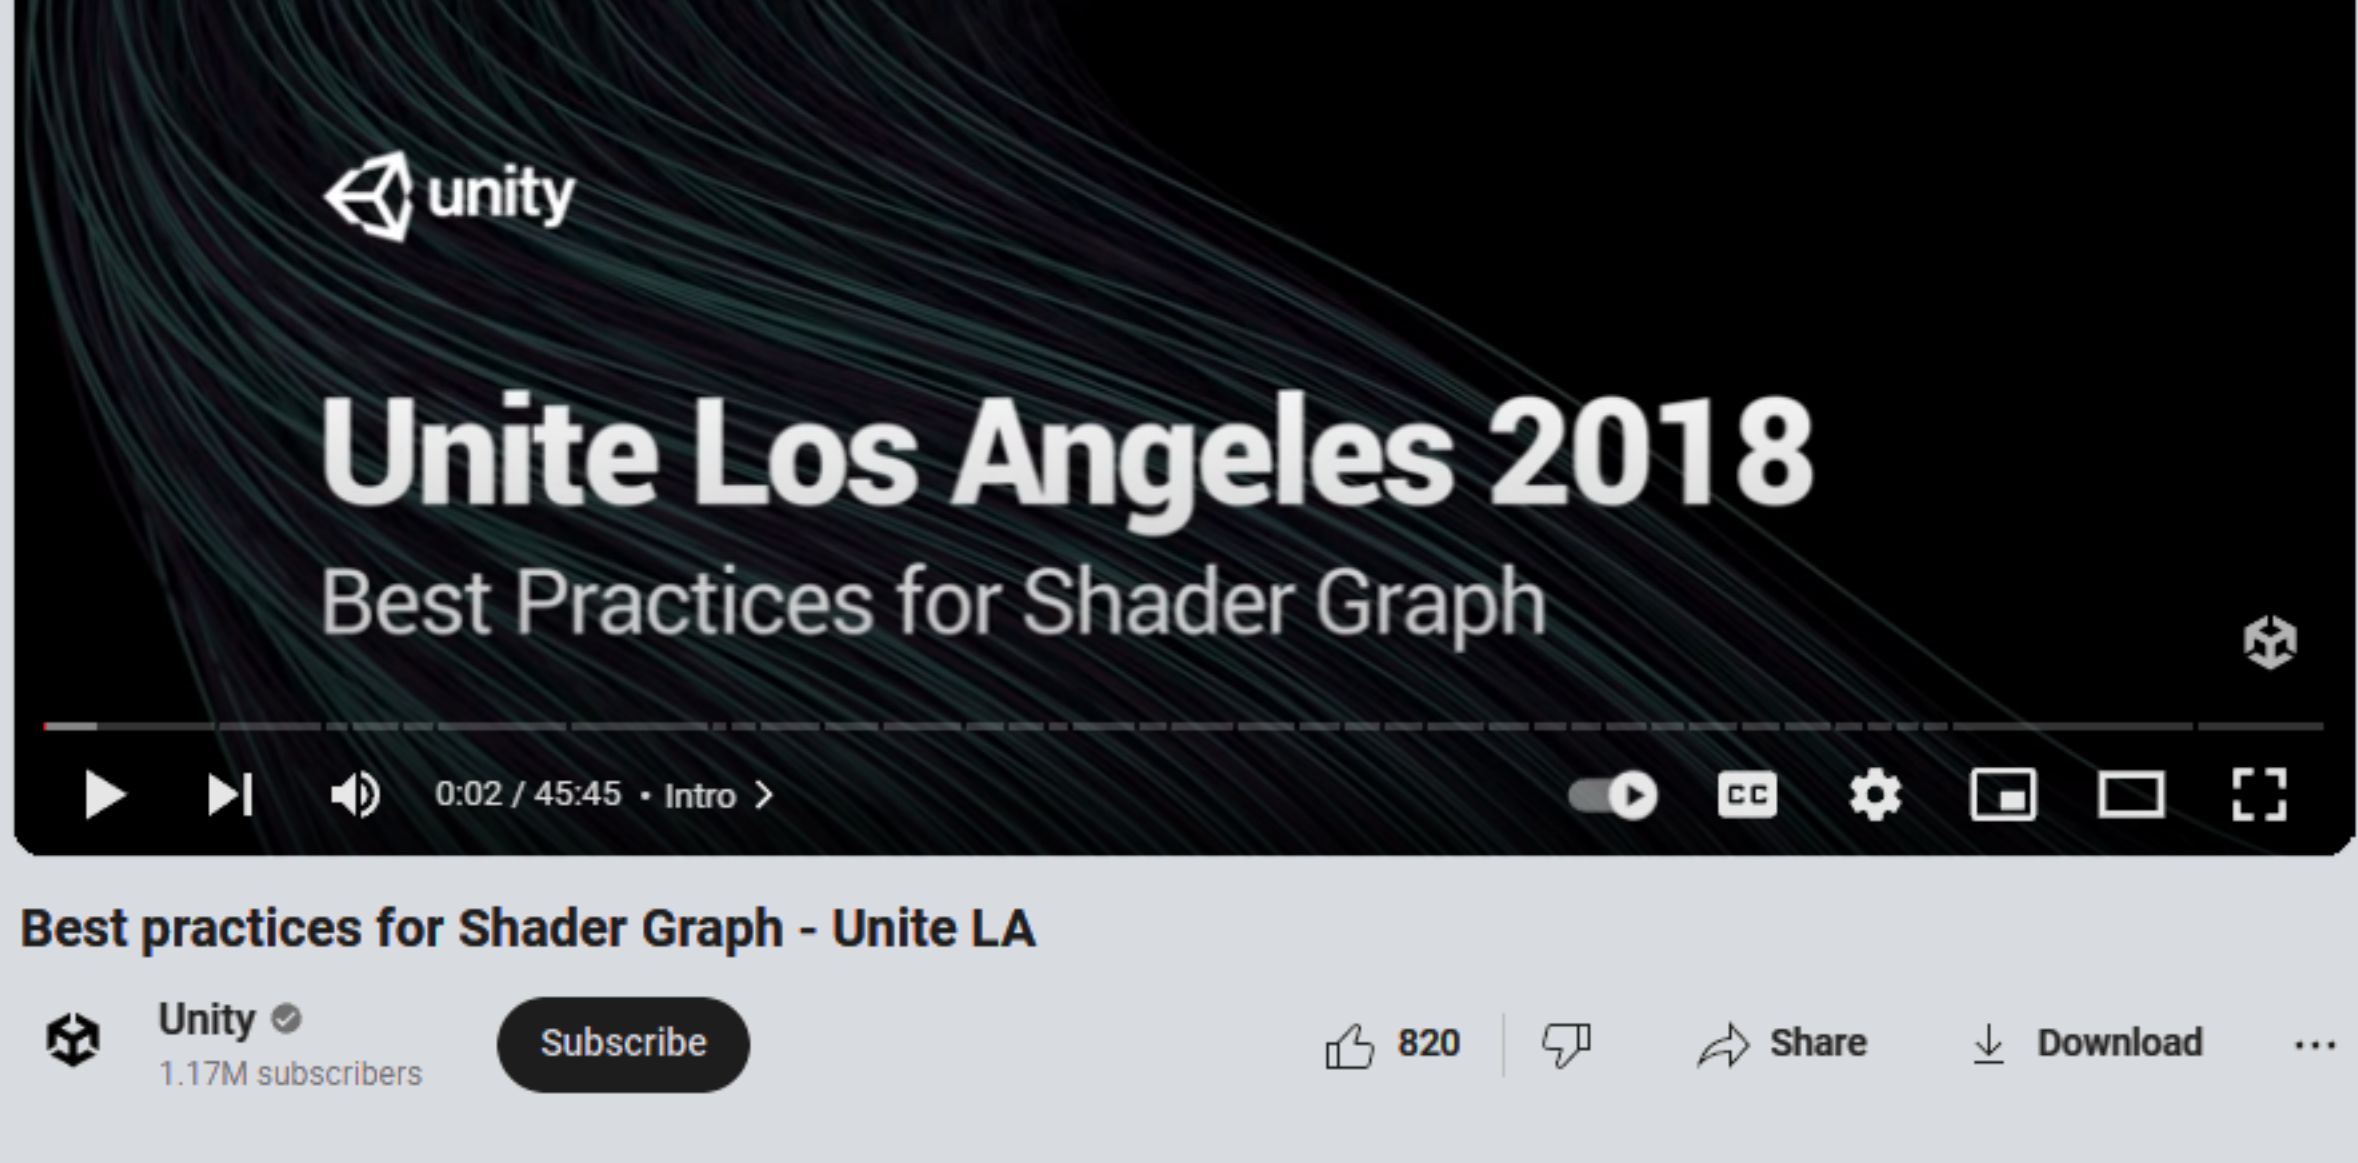 unity
Unite Los Angeles 2018
Best Practices for Shader Graph
0:02 / 45:45 • Intro
CC
Best practices for Shader Graph - Unite LA
Unity
1.17M subscribers
Subscribe
820
Share
Download